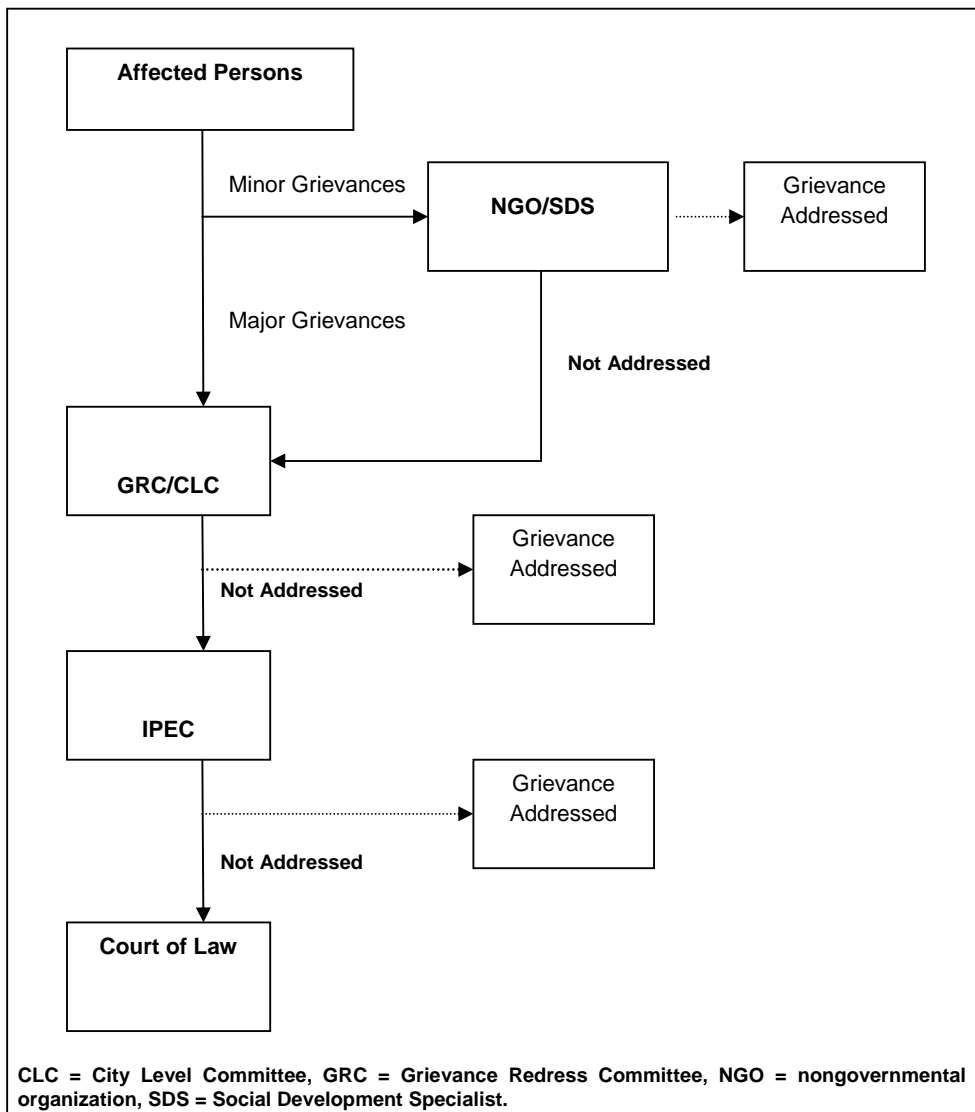 Affected Persons
Minor Grievances
NGO/SDS
Grievance
Addressed
Major Grievances
Not Addressed
GRC/CLC
Grievance
Addressed
Not Addressed
IPEC
Grievance
Addressed
Not Addressed
Court of Law
CLC = City Level Committee, GRC = Grievance Redress Committee, NGO = nongovernmental
organization, SDS = Social Development Specialist.